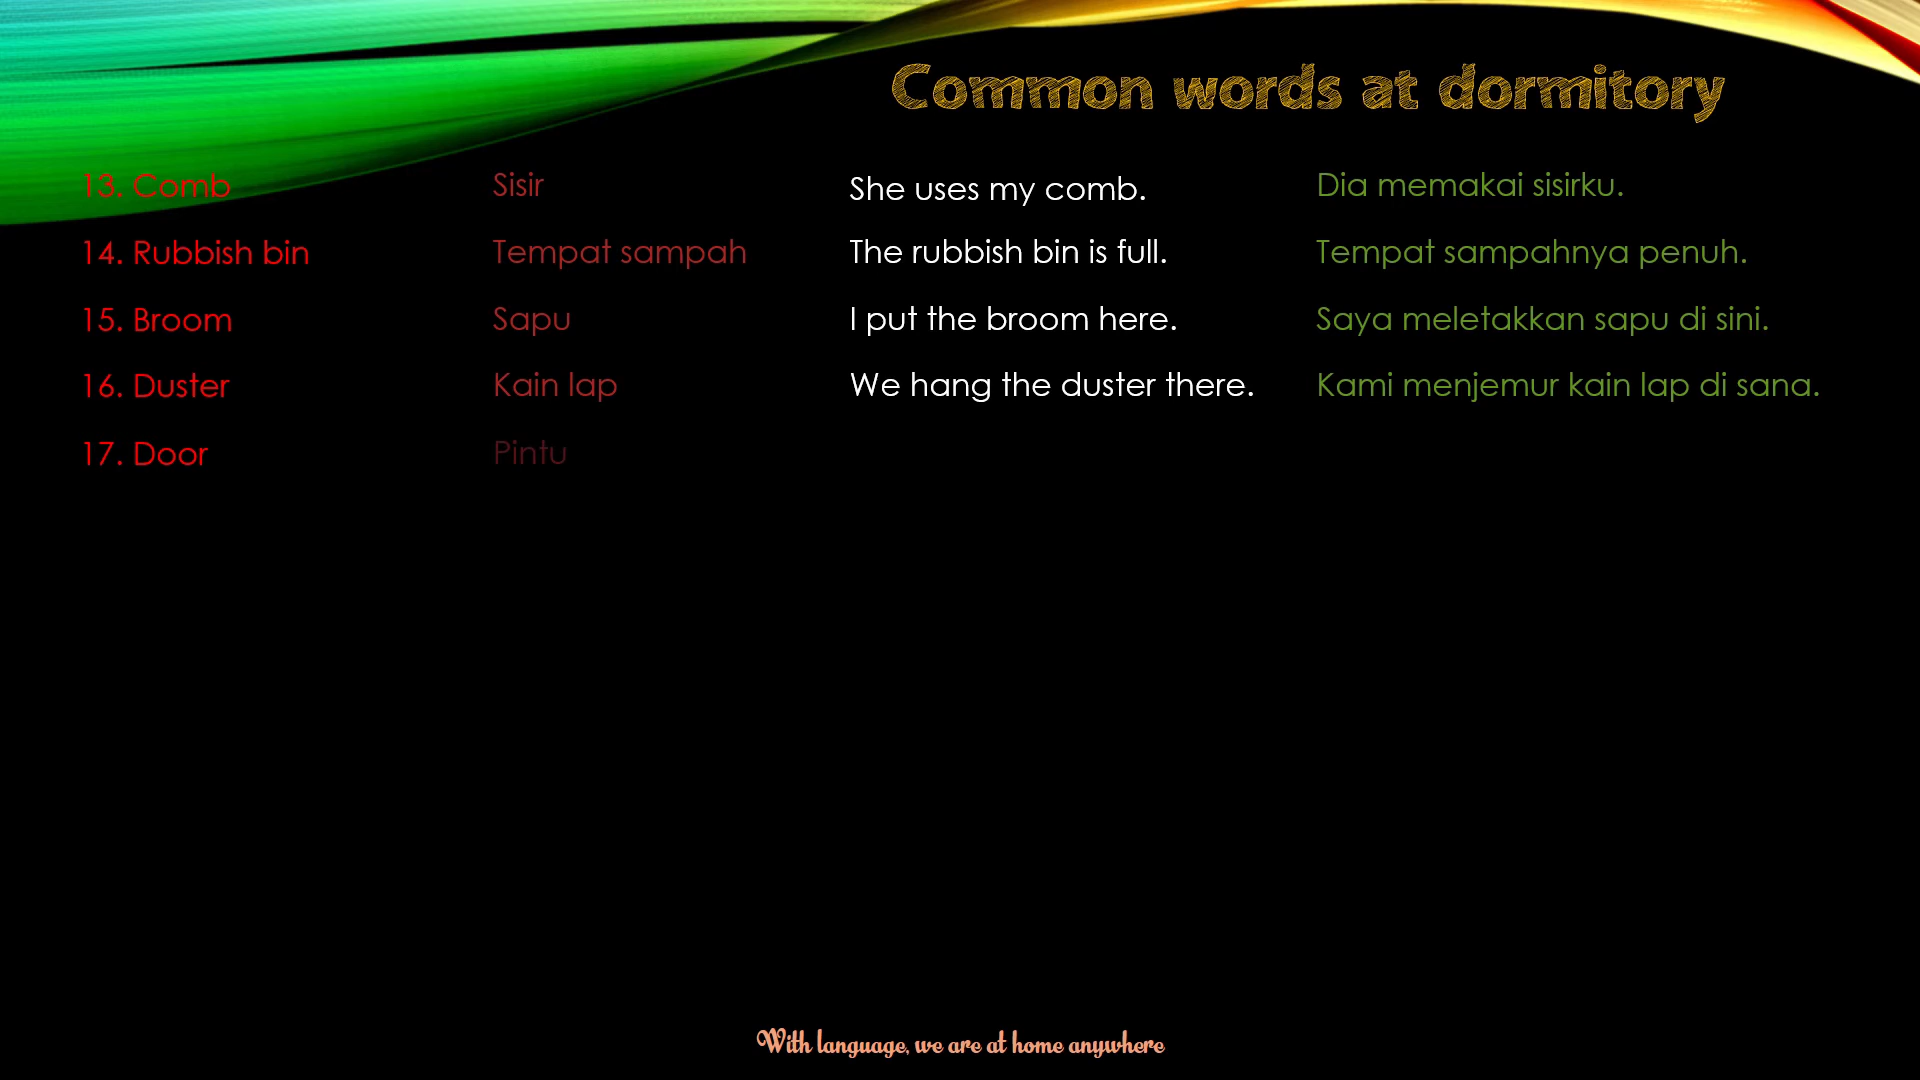 Common words at dormitory
13. Comb Sisir She uses my comb. Dia memakai sisirku.
14. Rubbish bin Tempat sampah The rubbish bin is full. Tempat sampahnya penuh.
15. Broom Sapu I put the broom here. Saya meletakkan sapu di sini.
16. Duster Kain lap We hang the duster there. Kami menjemur kain lap di sana.
17. Door Pintu
With language, we are at home anywhere